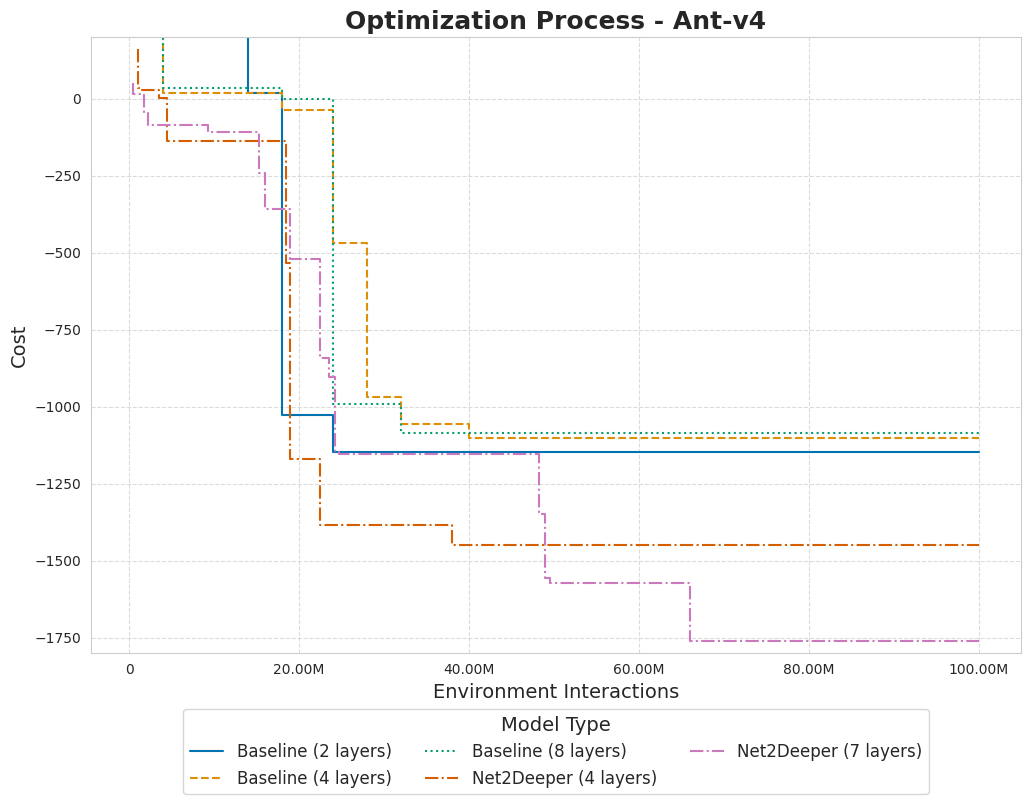 Optimization Process - Ant-v4
0
−250
−500
−750
−1000
−1250
−1500
−1750
Cost
0 20.00M 40.00M 60.00M 80.00M 100.00M
Environment Interactions
Model Type
Baseline (2 layers) Baseline (8 layers) Net2Deeper (7 layers)
Baseline (4 layers) Net2Deeper (4 layers)